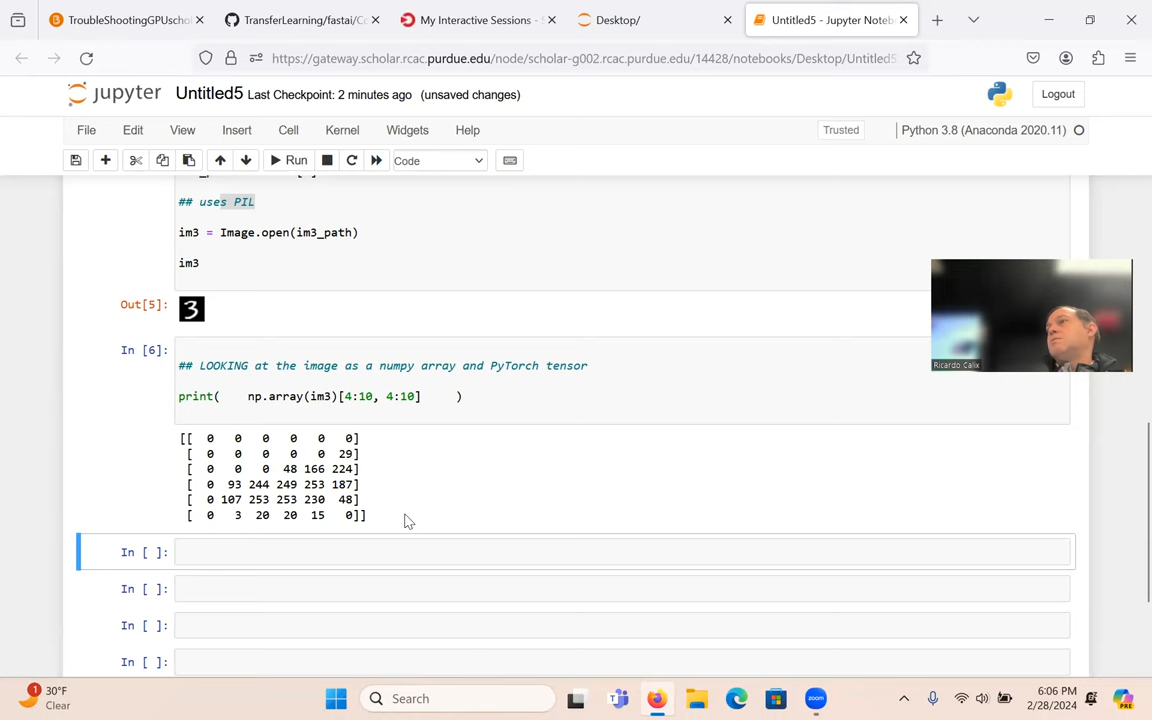 TroubleShootingGPUschol
TransferLearning/fastai/Co
My Interactive Sessions - S
Desktop/
Untitled5 - Jupyter Noteb
https://gateway.scholar.rcac.purdue.edu/node/scholar-g002.rcac.purdue.edu/14428/notebooks/Desktop/Untitled5
jupyter Untitled5 Last Checkpoint: 2 minutes ago (unsaved changes)
Logout
File Edit View Insert Cell Kernel Widgets Help
Trusted
Python 3.8 (Anaconda 2020.11)
Run
Code
## uses PIL
im3 = Image.open(im3_path)
im3
Out[5]:
3
In [6]:
## LOOKING at the image as a numpy array and PyTorch tensor
print( np.array(im3)[4:10, 4:10] )
[[ 0 0 0 0 0 0]
[ 0 0 0 0 0 29]
[ 0 0 0 48 166 224]
[ 0 93 244 249 253 187]
[ 0 107 253 253 230 48]
[ 0 3 20 20 15 0]]
In [ ]:
In [ ]:
In [ ]:
In [ ]:
Ricardo Calix
1
30°F
Clear
Search
zoom
PRE
6:06 PM
2/28/2024